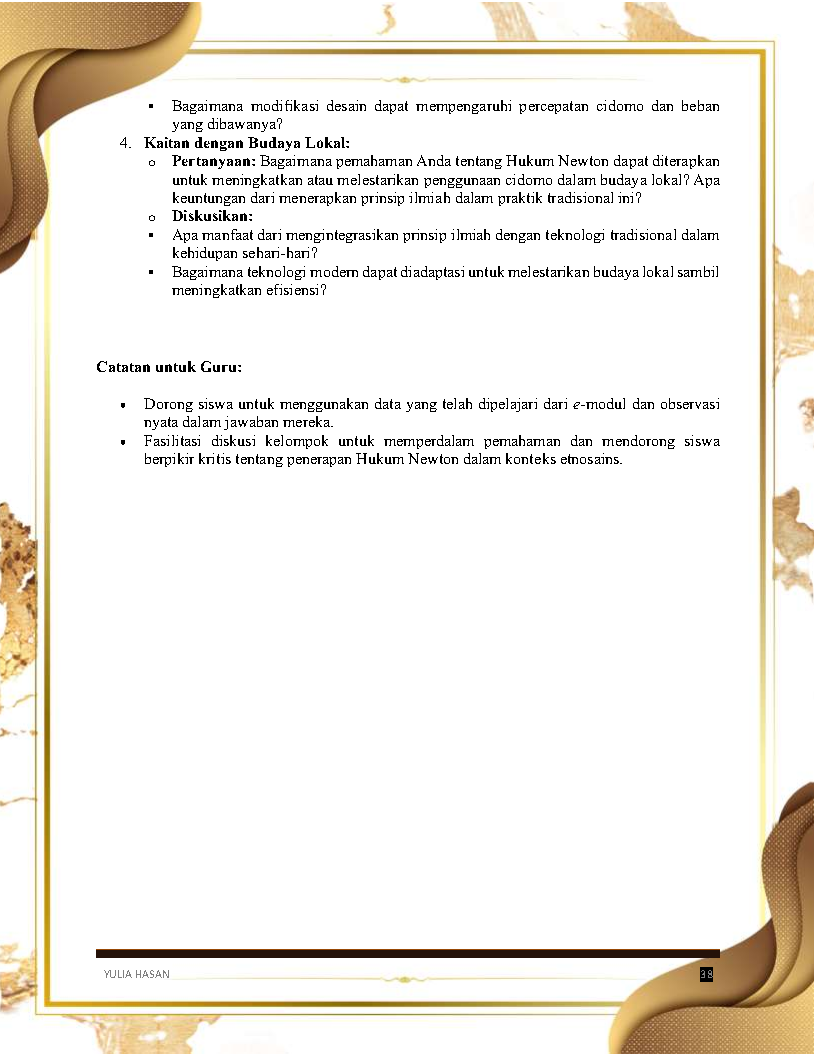 ▪ Bagaimana modifikasi desain dapat mempengaruhi percepatan cidomo dan beban
yang dibawanya?
4. Kaitan dengan Budaya Lokal:
o Pertanyaan: Bagaimana pemahaman Anda tentang Hukum Newton dapat diterapkan
untuk meningkatkan atau melestarikan penggunaan cidomo dalam budaya lokal? Apa
keuntungan dari menerapkan prinsip ilmiah dalam praktik tradisional ini?
o Diskusikan:
▪ Apa manfaat dari mengintegrasikan prinsip ilmiah dengan teknologi tradisional dalam
kehidupan sehari-hari?
▪ Bagaimana teknologi modern dapat diadaptasi untuk melestarikan budaya lokal sambil
meningkatkan efisiensi?
Catatan untuk Guru:
• Dorong siswa untuk menggunakan data yang telah dipelajari dari e-modul dan observasi
nyata dalam jawaban mereka.
• Fasilitasi diskusi kelompok untuk memperdalam pemahaman dan mendorong siswa
berpikir kritis tentang penerapan Hukum Newton dalam konteks etnosains.
YULIA HASAN 38